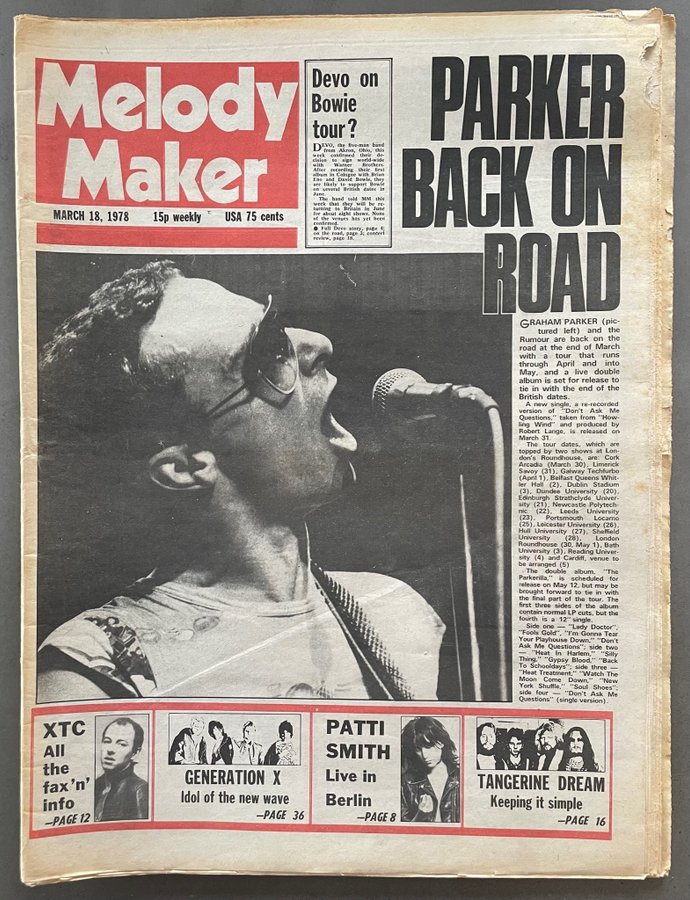 Melody
Maker
MARCH 18, 1978 15p weekly USA 75 cents
Devo on
Bowie
tour?
DEVO, the five-man band
from Akron, Ohio, this
week confirmed their de-
cision to sign world-wide
with Warner Brothers.
After recording their first
album in Cologne with Brian
Eno and David Bowie, they
are likely to support Bowie
on several British dates in
June.
The band told MM this
week that they will be re-
turning to Britain in June
for about eight shows. None
of the venues has yet been
confirmed.
● Full Devo story, page 4;
on the road, page 5; concert
review, page 18.
PARKER
BACK ON
ROAD
GRAHAM PARKER (pic-
tured left) and the
Rumour are back on the
road at the end of March
with a tour that runs
through April and into
May, and a live double
album is set for release to
tie in with the end of the
British dates.
A new single, a re-recorded
version of "Don't Ask Me
Questions," taken from "How-
ling Wind" and produced by
Robert Lange, is released on
March 31.
The tour dates, which are
topped by two shows at Lon-
don's Roundhouse, are: Cork
Arcadia (March 30), Limerick
Savoy (31), Galway Techfurbo
(April 1), Belfast Queens Whit-
ler Hall (2), Dublin Stadium
(3), Dundee University (20),
Edinburgh Strathclyde Univer-
sity (21), Newcastle Polytech-
nic (22), Leeds University
(23), Portsmouth Locarno
(25), Leicester University (26),
Hull University (27), Sheffield
University (28), London
Roundhouse (30, May 1), Bath
University (3), Reading Univer-
sity (4) and Cardiff, venue to
be arranged (5)
The double album, "The
Parkerilla," is scheduled for
release on May 12, but may be
brought forward to tie in with
the final part of the tour. The
first three sides of the album
contain normal LP cuts, but the
fourth is a 12" single.
Side one — "Lady Doctor",
"Fools Gold", "I'm Gonna Tear
Your Playhouse Down," "Don't
Ask Me Questions"; side two
— "Heat In Harlem," "Silly
Thing," "Gypsy Blood," "Back
To Schooldays"; side three —
"Heat Treatment," "Watch The
Moon Come Down," "New
York Shuffle," "Soul Shoes";
side four — "Don't Ask Me
Questions" (single version).
XTC
All
the
fax'n'
info
—PAGE 12
GENERATION X
Idol of the new wave
—PAGE 36
PATTI
SMITH
Live in
Berlin
—PAGE 8
TANGERINE DREAM
Keeping it simple
—PAGE 16